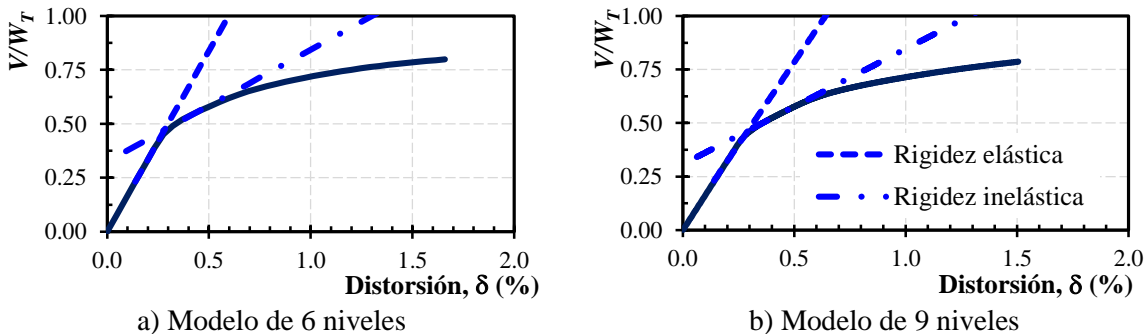 V/W_T
1.00
0.75
0.50
0.25
0.00
0.0 0.5 1.0 1.5 2.0
Distorsión, δ (%)
a) Modelo de 6 niveles
V/W_T
1.00
0.75
0.50
0.25
0.00
Rigidez elástica
Rigidez inelástica
0.0 0.5 1.0 1.5 2.0
Distorsión, δ (%)
b) Modelo de 9 niveles